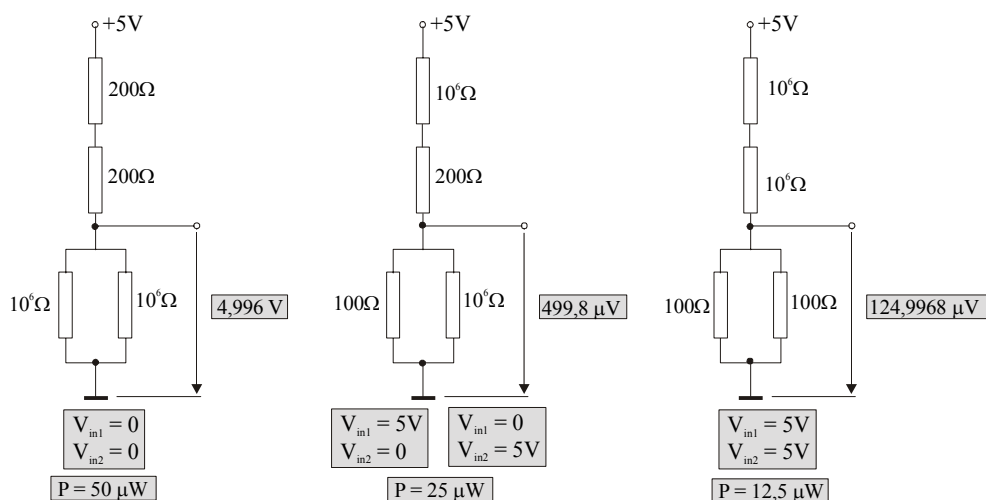 +5V
200Ω
200Ω
10⁶Ω
10⁶Ω
4,996 V
V_in1 = 0
V_in2 = 0
P = 50 μW
+5V
10⁶Ω
200Ω
100Ω
10⁶Ω
499,8 μV
V_in1 = 5V
V_in2 = 0
V_in1 = 0
V_in2 = 5V
P = 25 μW
+5V
10⁶Ω
10⁶Ω
100Ω
100Ω
124,9968 μV
V_in1 = 5V
V_in2 = 5V
P = 12,5 μW